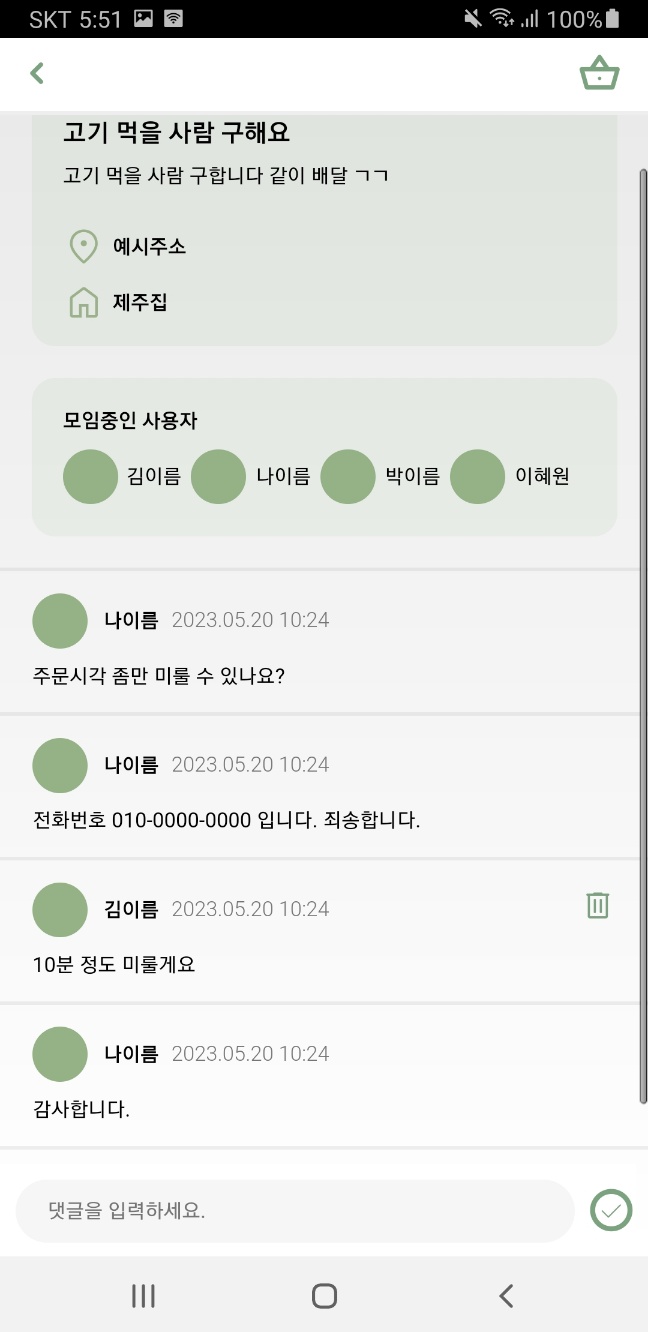 SKT 5:51 100%
고기 먹을 사람 구해요
고기 먹을 사람 구합니다 같이 배달 ㄱㄱ
예시주소
제주집
모임중인 사용자
김이름 나이름 박이름 이혜원
나이름 2023.05.20 10:24
주문시각 좀만 미룰 수 있나요?
나이름 2023.05.20 10:24
전화번호 010-0000-0000 입니다. 죄송합니다.
김이름 2023.05.20 10:24
10분 정도 미룰게요
나이름 2023.05.20 10:24
감사합니다.
댓글을 입력하세요.